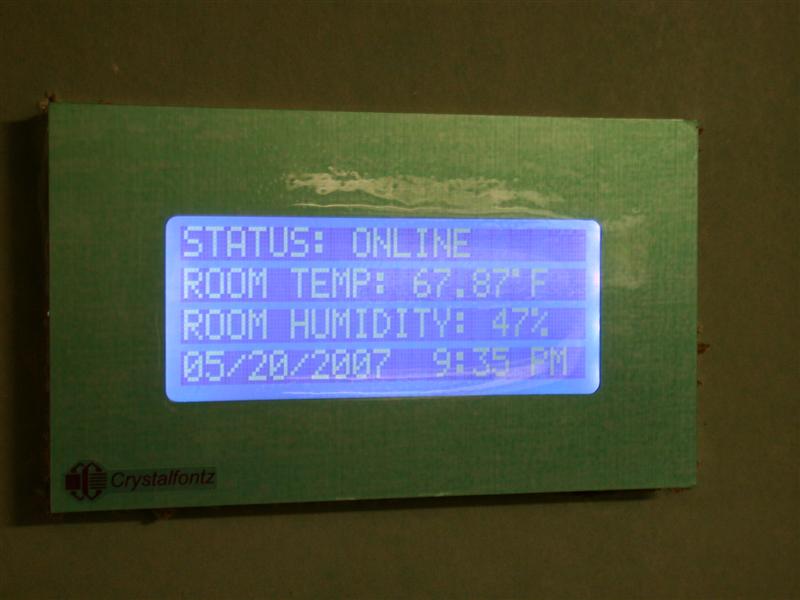 STATUS: ONLINE
ROOM TEMP: 67.87°F
ROOM HUMIDITY: 47%
05/20/2007 9:35 PM
Crystalfontz